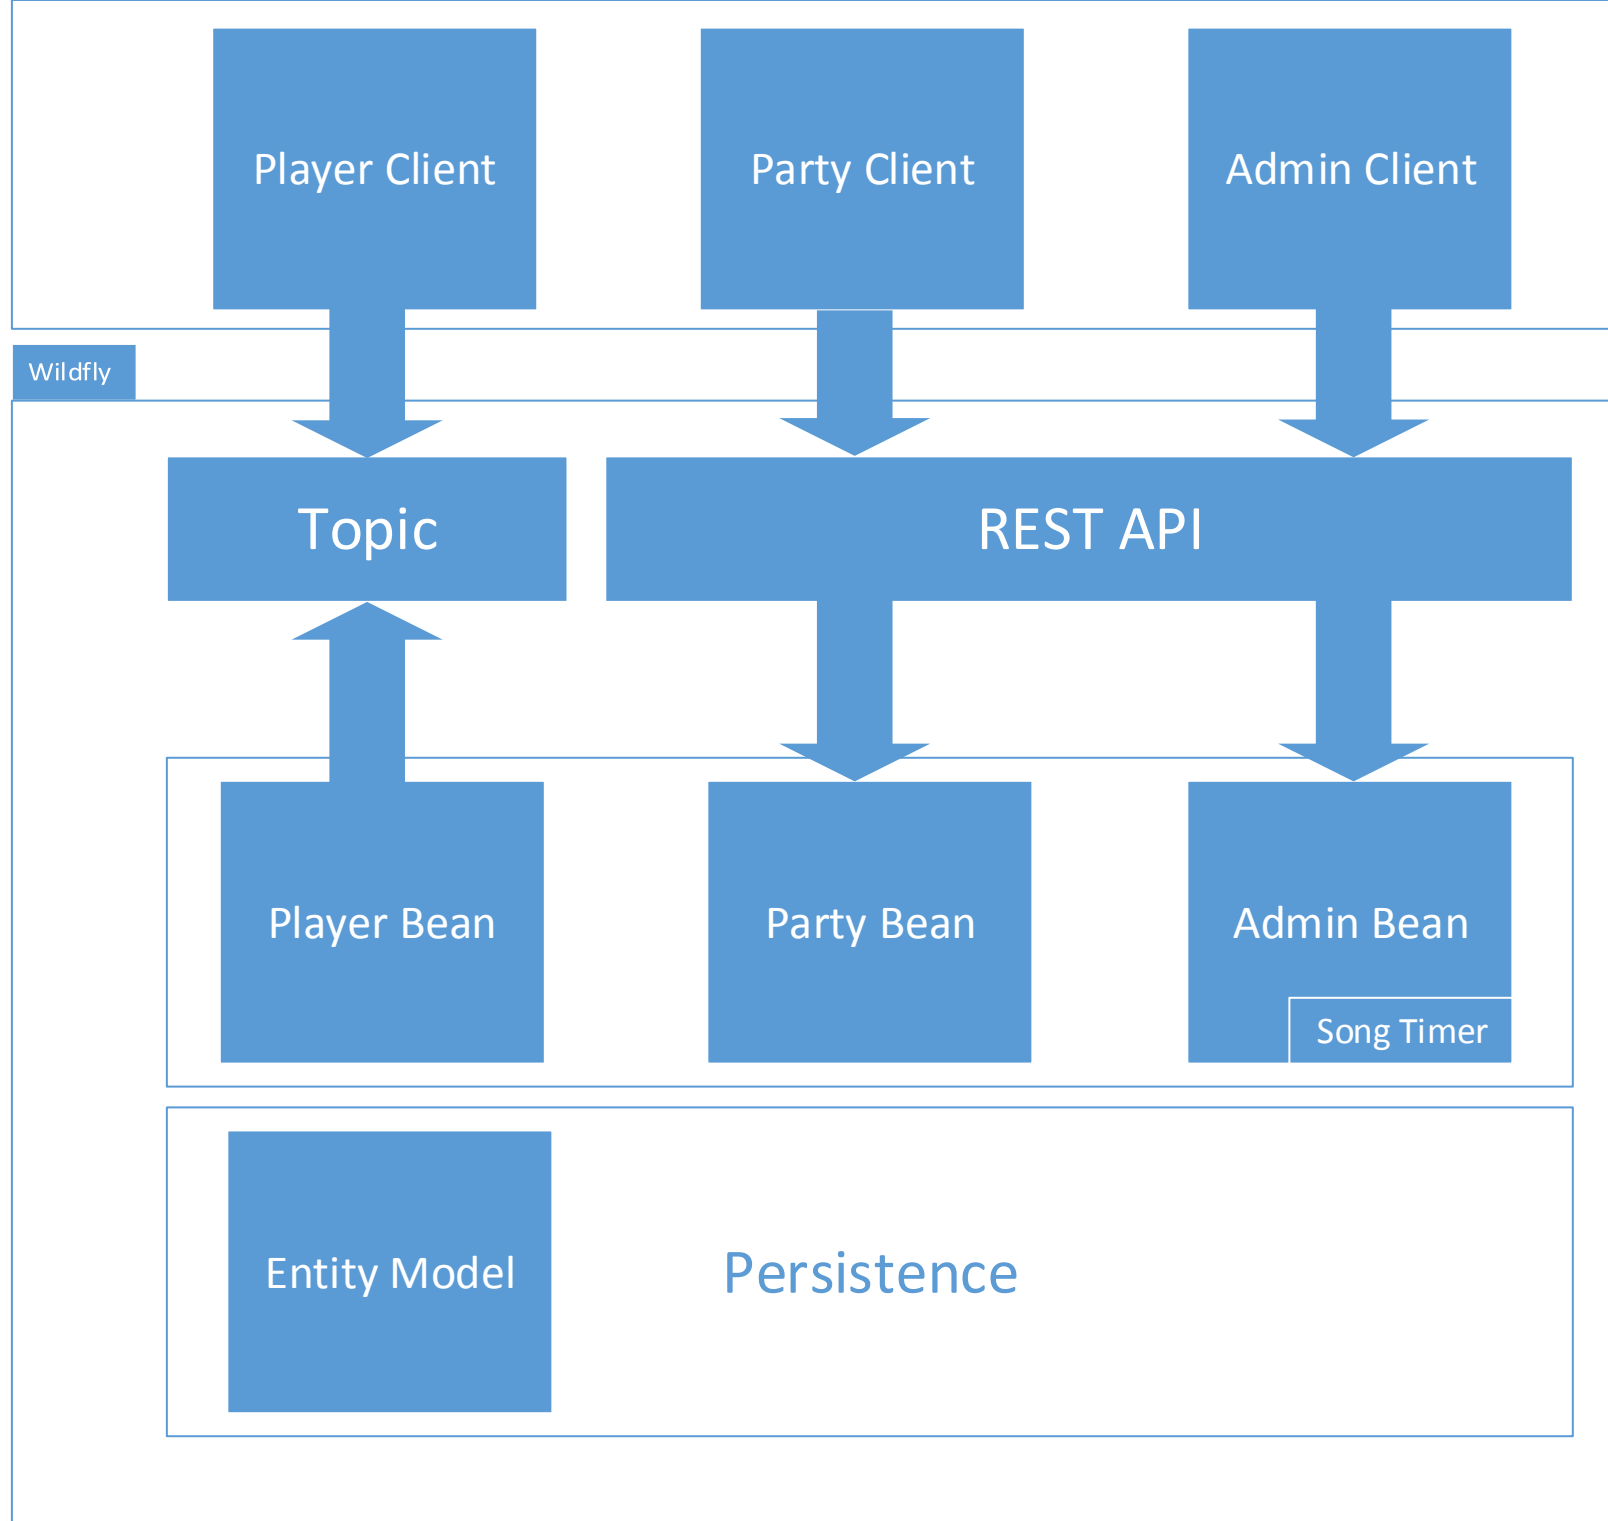 Player Client
Party Client
Admin Client
Wildfly
Topic
REST API
Player Bean
Party Bean
Admin Bean
Song Timer
Entity Model
Persistence